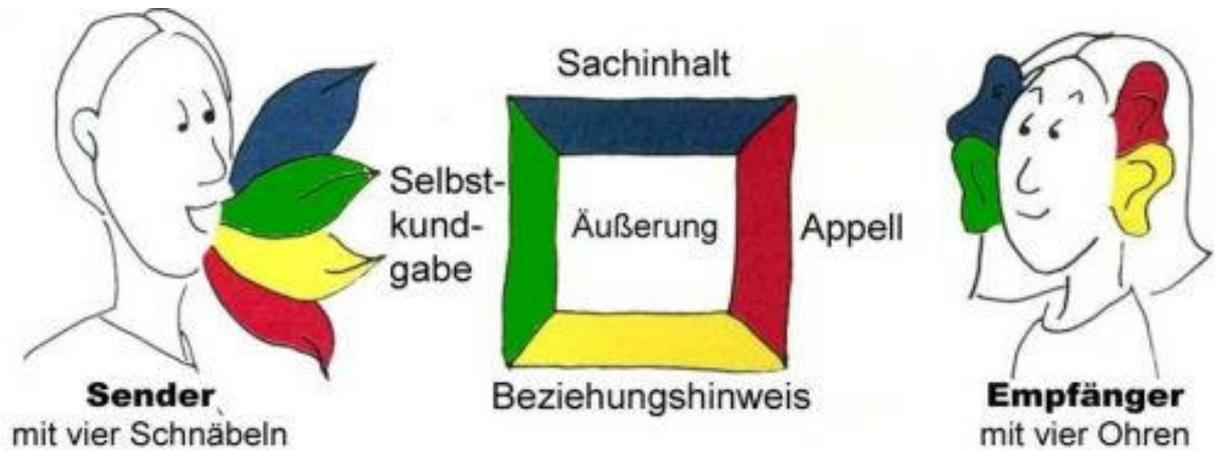 Sachinhalt
Selbst-
kund-
gabe
Äußerung
Appell
Beziehungshinweis
Sender
mit vier Schnäbeln
Empfänger
mit vier Ohren